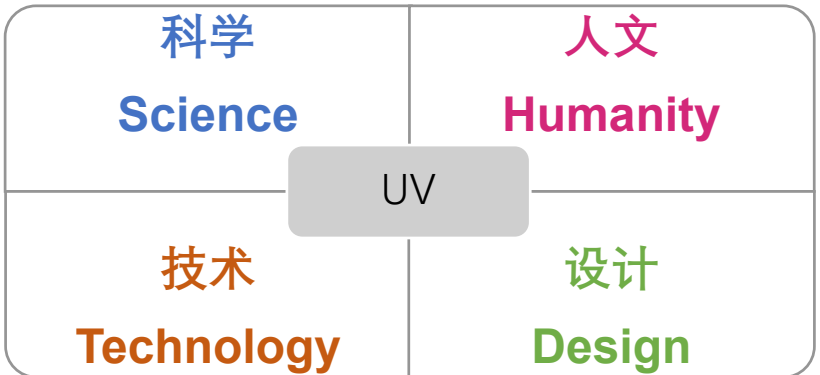 科学
Science
人文
Humanity
UV
技术
Technology
设计
Design